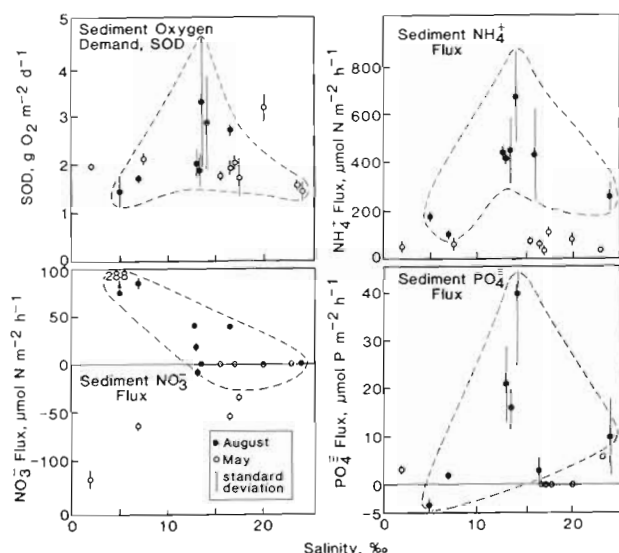 Sediment Oxygen
Demand, SOD
SOD, g O₂ m⁻² d⁻¹
5
4
3
2
1
0
Sediment NH₄⁺
Flux
NH₄⁺ Flux, μmol N m⁻² h⁻¹
800
600
400
200
0
288
Sediment NO₃⁻
Flux
NO₃⁻ Flux, μmol N m⁻² h⁻¹
100
50
0
-50
-100
● August
○ May
| standard
deviation
0
10
20
Sediment PO₄≡
Flux
PO₄≡ Flux, μmol P m⁻² h⁻¹
40
30
20
10
0
-5
0
10
20
Salinity, ‰